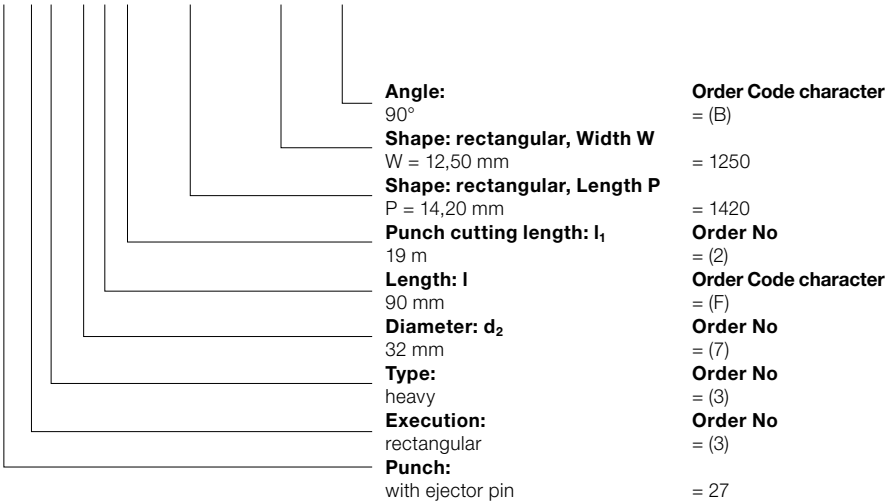 Angle: Order Code character
90° = (B)
Shape: rectangular, Width W
W = 12,50 mm = 1250
Shape: rectangular, Length P
P = 14,20 mm = 1420
Punch cutting length: l₁ Order No
19 m = (2)
Length: l Order Code character
90 mm = (F)
Diameter: d₂ Order No
32 mm = (7)
Type: Order No
heavy = (3)
Execution: Order No
rectangular = (3)
Punch:
with ejector pin = 27